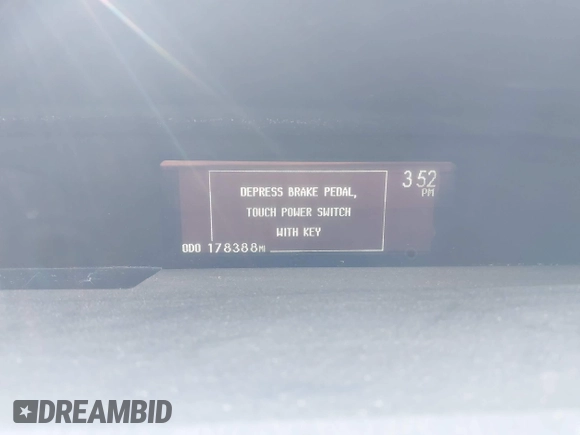 DEPRESS BRAKE PEDAL,
TOUCH POWER SWITCH
WITH KEY
3:52
PM
ODO 178388MI
DREAMBID